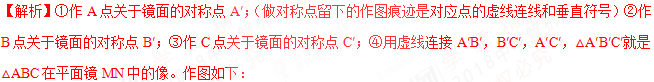 【解析】①作 A 点关于镜面的对称点 A′；(做对称点留下的作图痕迹是对应点的虚线连线和垂直符号) ②作
B 点关于镜面的对称点 B′；③作 C 点关于镜面的对称点 C′；④用虚线连接 A′B′，B′C′，A′C′，△A′B′C′就是
△ABC 在平面镜 MN 中的像。作图如下：